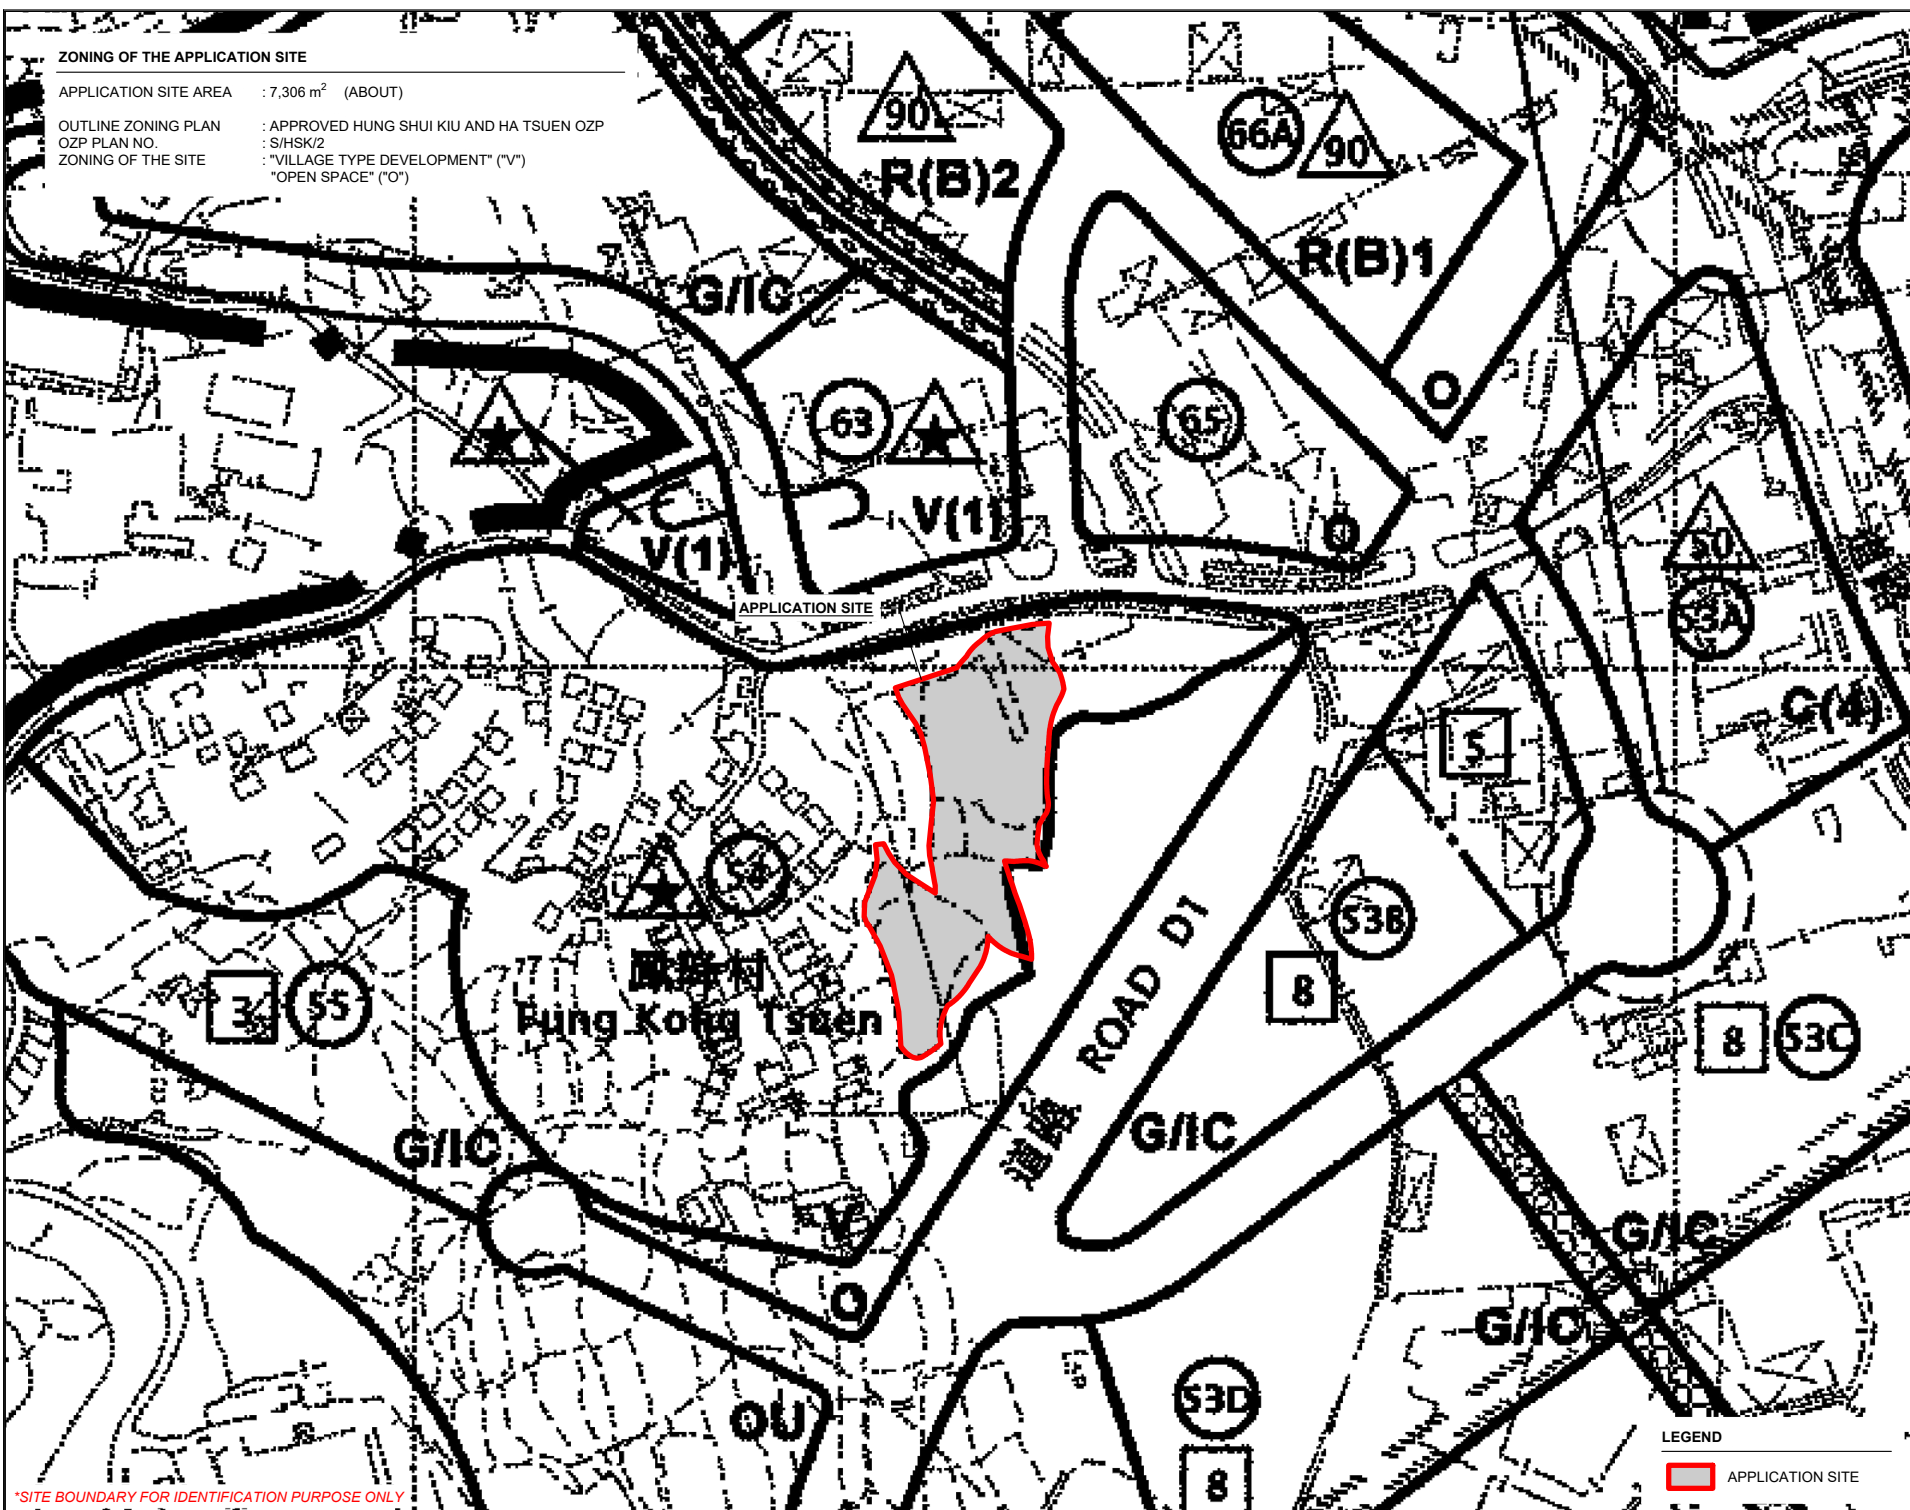 ZONING OF THE APPLICATION SITE
APPLICATION SITE AREA : 7,306 m² (ABOUT)
OUTLINE ZONING PLAN : APPROVED HUNG SHUI KIU AND HA TSUEN OZP
OZP PLAN NO. : S/HSK/2
ZONING OF THE SITE : "VILLAGE TYPE DEVELOPMENT" ("V")
"OPEN SPACE" ("O")
90
R(B)2
66A
90
R(B)1
G/IC
O
63
65
V(1)
V(1)
O
50
53A
APPLICATION SITE
C(4)
5
53B
3
55
Fung Kong Tsuen
8
8
53C
道路 ROAD D1
G/IC
G/IC
G/IC
V
O
G/IC
OU
53D
8
LEGEND
APPLICATION SITE
*SITE BOUNDARY FOR IDENTIFICATION PURPOSE ONLY